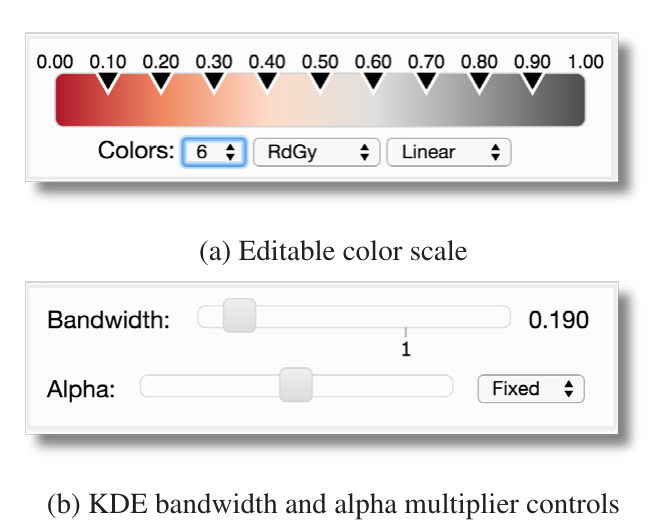 0.00 0.10 0.20 0.30 0.40 0.50 0.60 0.70 0.80 0.90 1.00
Colors: 6 RdGy Linear
(a) Editable color scale
Bandwidth: 0.190
1
Alpha: Fixed
(b) KDE bandwidth and alpha multiplier controls